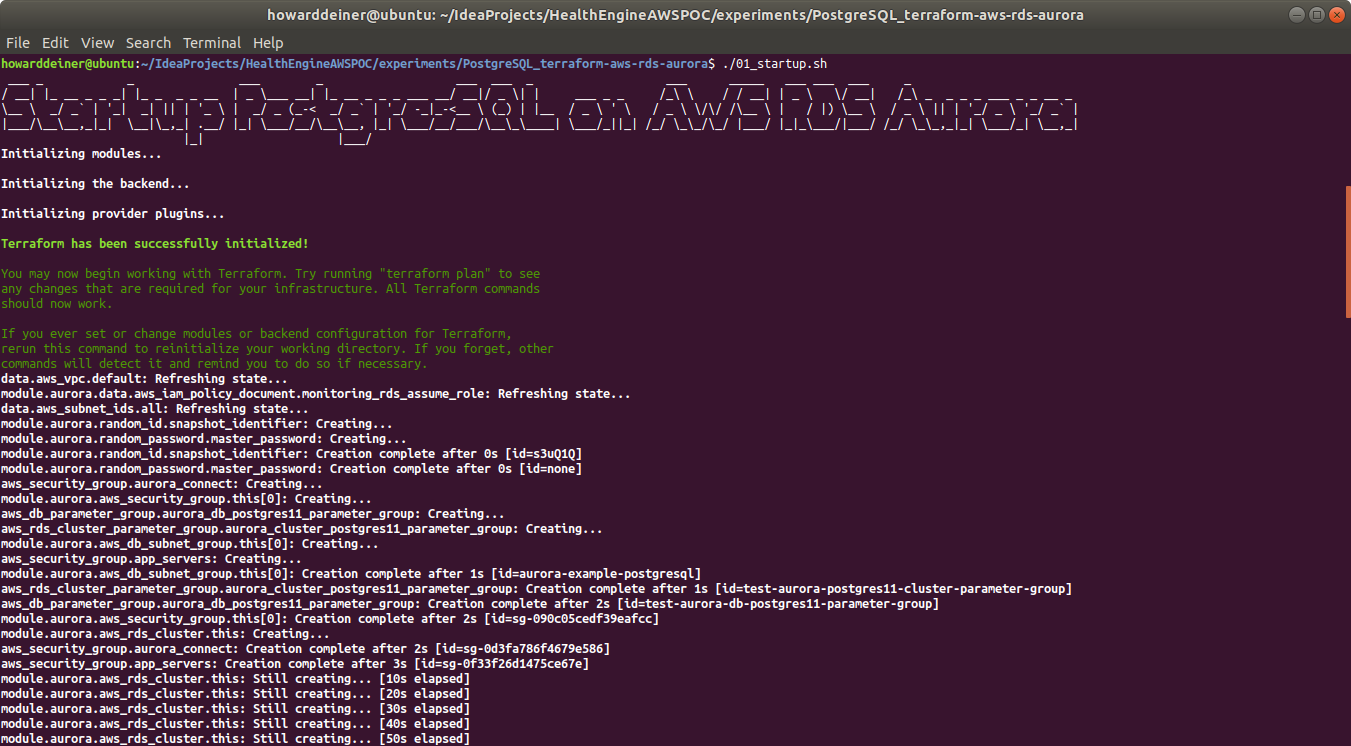 howarddeiner@ubuntu: ~/IdeaProjects/HealthEngineAWSPOC/experiments/PostgreSQL_terraform-aws-rds-aurora
File Edit View Search Terminal Help
howarddeiner@ubuntu:~/IdeaProjects/HealthEngineAWSPOC/experiments/PostgreSQL_terraform-aws-rds-aurora$ ./01_startup.sh
Startup PostgreSQL on AWS RDS Aurora
Initializing modules...
Initializing the backend...
Initializing provider plugins...
Terraform has been successfully initialized!
You may now begin working with Terraform. Try running "terraform plan" to see
any changes that are required for your infrastructure. All Terraform commands
should now work.
If you ever set or change modules or backend configuration for Terraform,
rerun this command to reinitialize your working directory. If you forget, other
commands will detect it and remind you to do so if necessary.
data.aws_vpc.default: Refreshing state...
module.aurora.data.aws_iam_policy_document.monitoring_rds_assume_role: Refreshing state...
data.aws_subnet_ids.all: Refreshing state...
module.aurora.random_id.snapshot_identifier: Creating...
module.aurora.random_password.master_password: Creating...
module.aurora.random_id.snapshot_identifier: Creation complete after 0s [id=s3uQ1Q]
module.aurora.random_password.master_password: Creation complete after 0s [id=none]
aws_security_group.aurora_connect: Creating...
module.aurora.aws_security_group.this[0]: Creating...
aws_db_parameter_group.aurora_db_postgres11_parameter_group: Creating...
aws_rds_cluster_parameter_group.aurora_cluster_postgres11_parameter_group: Creating...
module.aurora.aws_db_subnet_group.this[0]: Creating...
aws_security_group.app_servers: Creating...
module.aurora.aws_db_subnet_group.this[0]: Creation complete after 1s [id=aurora-example-postgresql]
aws_rds_cluster_parameter_group.aurora_cluster_postgres11_parameter_group: Creation complete after 1s [id=test-aurora-postgres11-cluster-parameter-group]
aws_db_parameter_group.aurora_db_postgres11_parameter_group: Creation complete after 2s [id=test-aurora-db-postgres11-parameter-group]
module.aurora.aws_security_group.this[0]: Creation complete after 2s [id=sg-090c05cedf39eafcc]
module.aurora.aws_rds_cluster.this: Creating...
aws_security_group.aurora_connect: Creation complete after 2s [id=sg-0d3fa786f4679e586]
aws_security_group.app_servers: Creation complete after 3s [id=sg-0f33f26d1475ce67e]
module.aurora.aws_rds_cluster.this: Still creating... [10s elapsed]
module.aurora.aws_rds_cluster.this: Still creating... [20s elapsed]
module.aurora.aws_rds_cluster.this: Still creating... [30s elapsed]
module.aurora.aws_rds_cluster.this: Still creating... [40s elapsed]
module.aurora.aws_rds_cluster.this: Still creating... [50s elapsed]